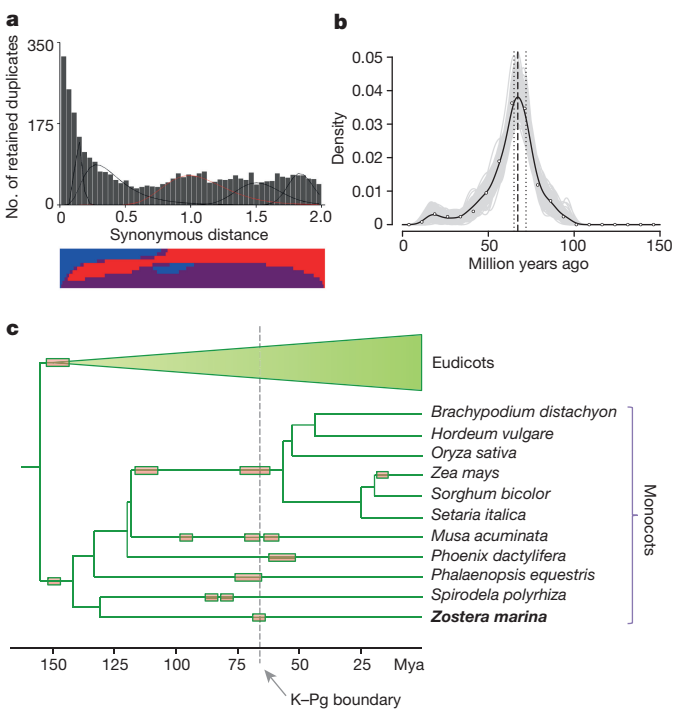 a
350
175
0
No. of retained duplicates
0
0.5
1.0
1.5
2.0
Synonymous distance
b
0.05
0.04
0.03
0.02
0.01
0
Density
0
50
100
150
Million years ago
c
Eudicots
Brachypodium distachyon
Hordeum vulgare
Oryza sativa
Zea mays
Sorghum bicolor
Setaria italica
Musa acuminata
Phoenix dactylifera
Phalaenopsis equestris
Spirodela polyrhiza
Zostera marina
Monocots
150
125
100
75
50
25
Mya
K–Pg boundary